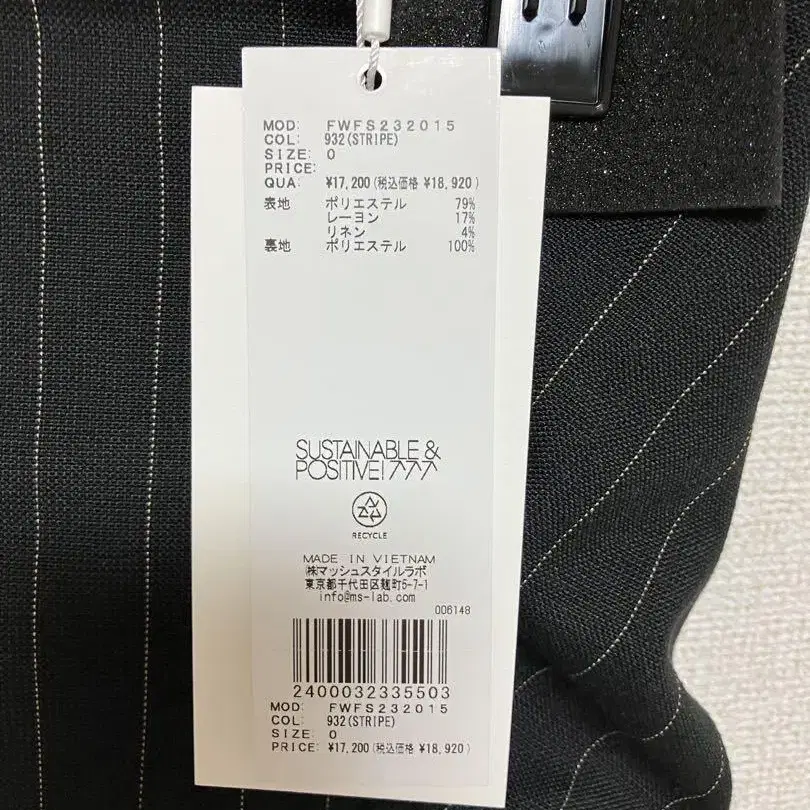 MOD: FWFS232015
COL: 932(STRIPE)
SIZE: 0
PRICE:
QUA: ¥17,200(税込価格 ¥18,920)
表地 ポリエステル 79%
レーヨン 17%
リネン 4%
裏地 ポリエステル 100%
SUSTAINABLE &
POSITIVE! ↗↗↗
RECYCLE
MADE IN VIETNAM
㈱マッシュスタイルラボ
東京都千代田区麹町5-7-1
info@ms-lab.com
006148
2400032335503
MOD: FWFS232015
COL: 932(STRIPE)
SIZE: 0
PRICE: ¥17,200(税込価格 ¥18,920)